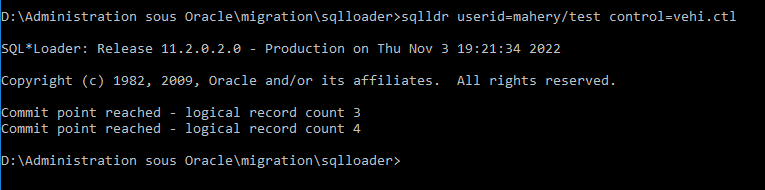 D:\Administration sous Oracle\migration\sqlloader>sqlldr userid=mahery/test control=vehi.ctl
SQL*Loader: Release 11.2.0.2.0 - Production on Thu Nov 3 19:21:34 2022
Copyright (c) 1982, 2009, Oracle and/or its affiliates.  All rights reserved.
Commit point reached - logical record count 3
Commit point reached - logical record count 4
D:\Administration sous Oracle\migration\sqlloader>